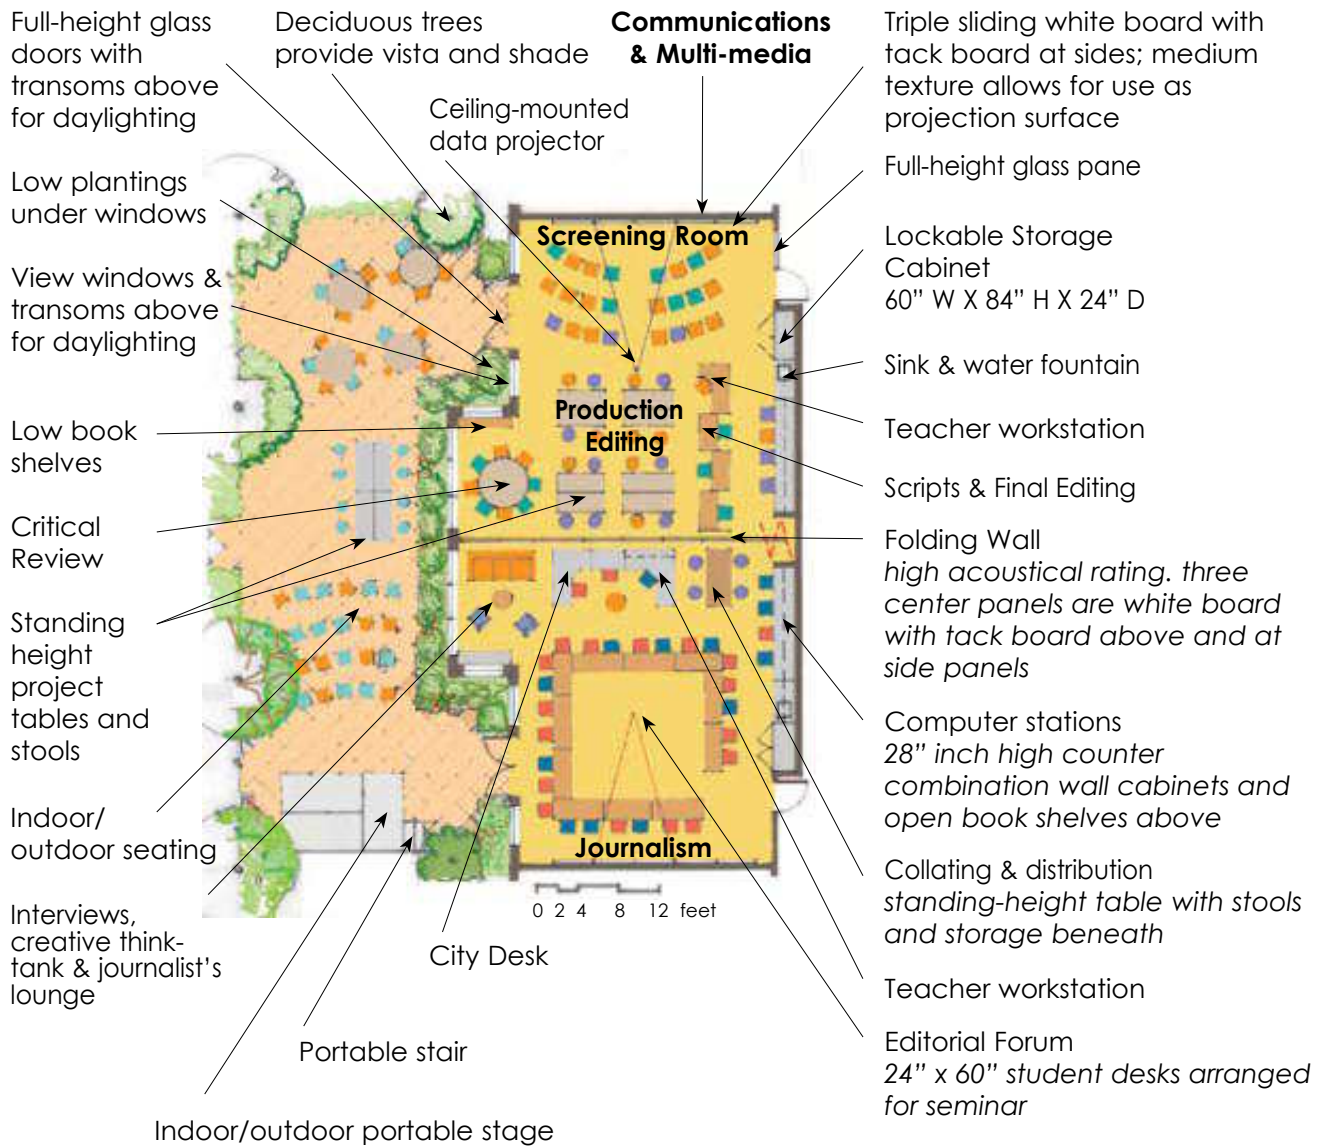 Full-height glass
doors with
transoms above
for daylighting
Deciduous trees
provide vista and shade
Communications
& Multi-media
Triple sliding white board with
tack board at sides; medium
texture allows for use as
projection surface
Ceiling-mounted
data projector
Full-height glass pane
Low plantings
under windows
Lockable Storage
Cabinet
60” W X 84” H X 24” D
View windows &
transoms above
for daylighting
Screening Room
Sink & water fountain
Production
Editing
Teacher workstation
Low book
shelves
Scripts & Final Editing
Critical
Review
Folding Wall
high acoustical rating. three
center panels are white board
with tack board above and at
side panels
Standing
height
project
tables and
stools
Computer stations
28” inch high counter
combination wall cabinets and
open book shelves above
Indoor/
outdoor seating
Journalism
Collating & distribution
standing-height table with stools
and storage beneath
0 2 4 8 12 feet
Interviews,
creative think-
tank & journalist’s
lounge
City Desk
Teacher workstation
Portable stair
Editorial Forum
24” x 60” student desks arranged
for seminar
Indoor/outdoor portable stage